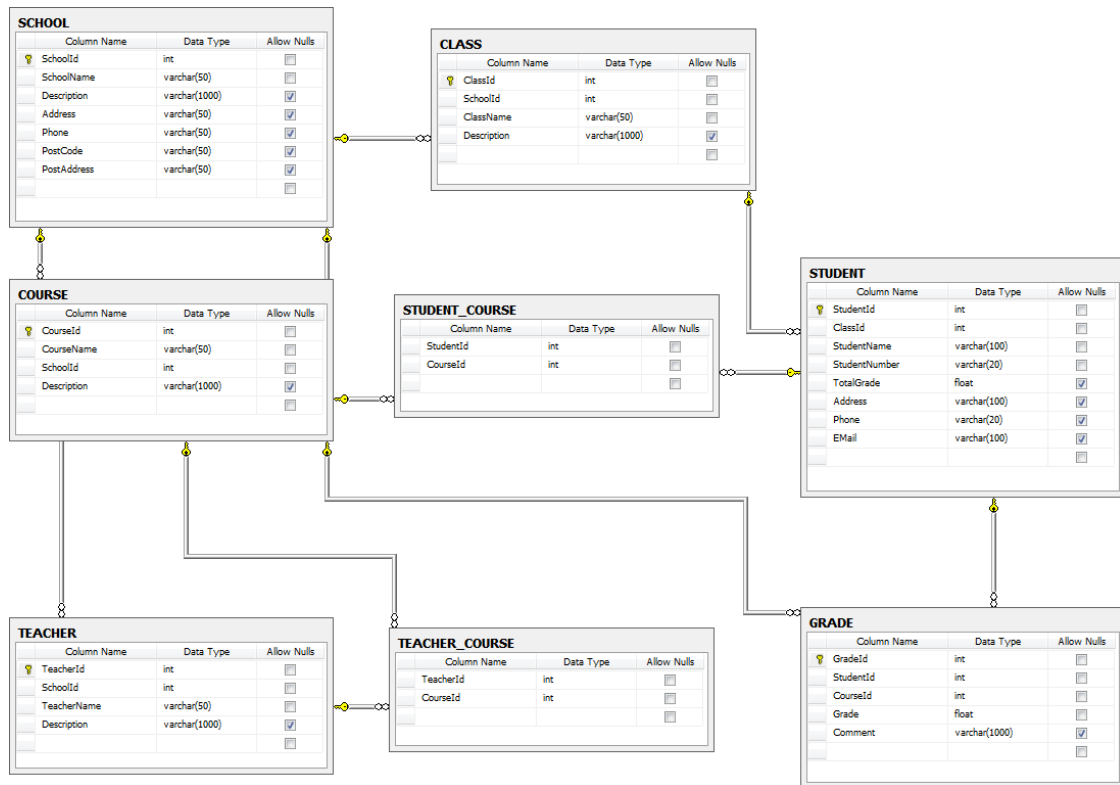 SCHOOL
Column Name Data Type Allow Nulls
SchoolId int
SchoolName varchar(50)
Description varchar(1000)
Address varchar(50)
Phone varchar(50)
PostCode varchar(50)
PostAddress varchar(50)
CLASS
Column Name Data Type Allow Nulls
ClassId int
SchoolId int
ClassName varchar(50)
Description varchar(1000)
COURSE
Column Name Data Type Allow Nulls
CourseId int
CourseName varchar(50)
SchoolId int
Description varchar(1000)
STUDENT_COURSE
Column Name Data Type Allow Nulls
StudentId int
CourseId int
STUDENT
Column Name Data Type Allow Nulls
StudentId int
ClassId int
StudentName varchar(100)
StudentNumber varchar(20)
TotalGrade float
Address varchar(100)
Phone varchar(20)
EMail varchar(100)
TEACHER
Column Name Data Type Allow Nulls
TeacherId int
SchoolId int
TeacherName varchar(50)
Description varchar(1000)
TEACHER_COURSE
Column Name Data Type Allow Nulls
TeacherId int
CourseId int
GRADE
Column Name Data Type Allow Nulls
GradeId int
StudentId int
CourseId int
Grade float
Comment varchar(1000)